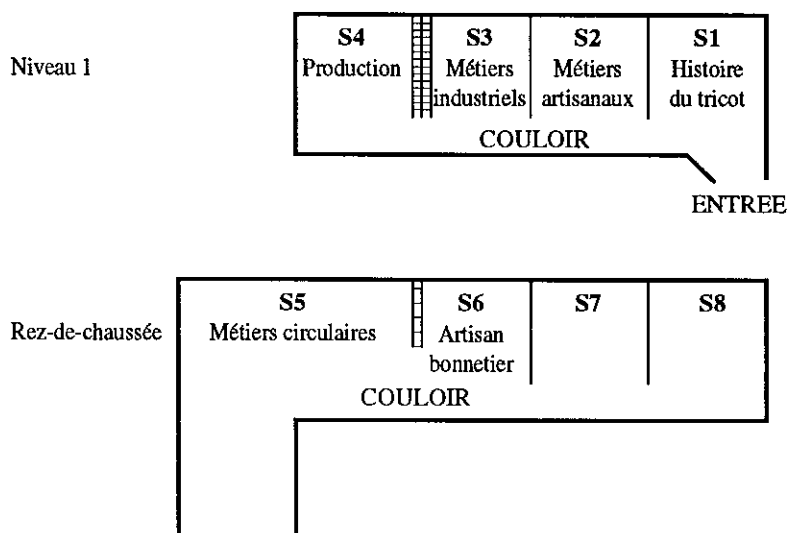 Niveau 1
S4
Production
S3
Métiers
industriels
S2
Métiers
artisanaux
S1
Histoire
du tricot
COULOIR
ENTREE
Rez-de-chaussée
S5
Métiers circulaires
S6
Artisan
bonnetier
S7
S8
COULOIR